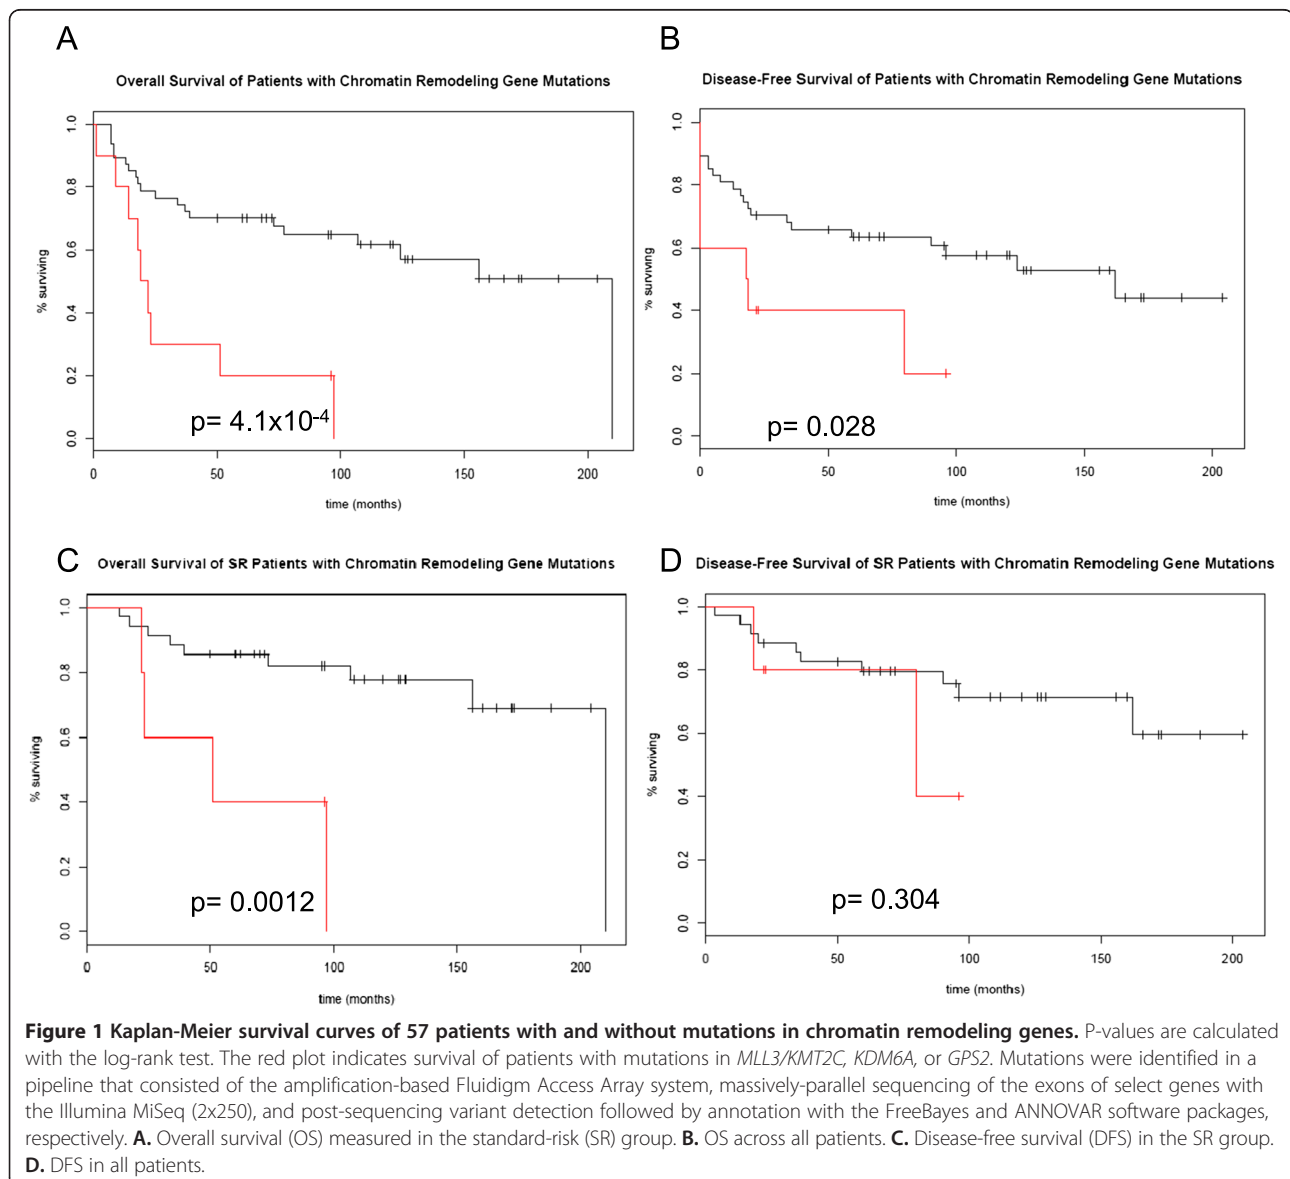 A
Overall Survival of Patients with Chromatin Remodeling Gene Mutations
% surviving
1.0
0.8
0.6
0.4
0.2
0.0
p= 4.1x10-4
0 50 100 150 200
time (months)
B
Disease-Free Survival of Patients with Chromatin Remodeling Gene Mutations
% surviving
1.0
0.8
0.6
0.4
0.2
0.0
p= 0.028
0 50 100 150 200
time (months)
C
Overall Survival of SR Patients with Chromatin Remodeling Gene Mutations
% surviving
1.0
0.8
0.6
0.4
0.2
0.0
p= 0.0012
0 50 100 150 200
time (months)
D
Disease-Free Survival of SR Patients with Chromatin Remodeling Gene Mutations
% surviving
1.0
0.8
0.6
0.4
0.2
0.0
p= 0.304
0 50 100 150 200
time (months)
Figure 1 Kaplan-Meier survival curves of 57 patients with and without mutations in chromatin remodeling genes. P-values are calculated
with the log-rank test. The red plot indicates survival of patients with mutations in MLL3/KMT2C, KDM6A, or GPS2. Mutations were identified in a
pipeline that consisted of the amplification-based Fluidigm Access Array system, massively-parallel sequencing of the exons of select genes with
the Illumina MiSeq (2x250), and post-sequencing variant detection followed by annotation with the FreeBayes and ANNOVAR software packages,
respectively. A. Overall survival (OS) measured in the standard-risk (SR) group. B. OS across all patients. C. Disease-free survival (DFS) in the SR group.
D. DFS in all patients.